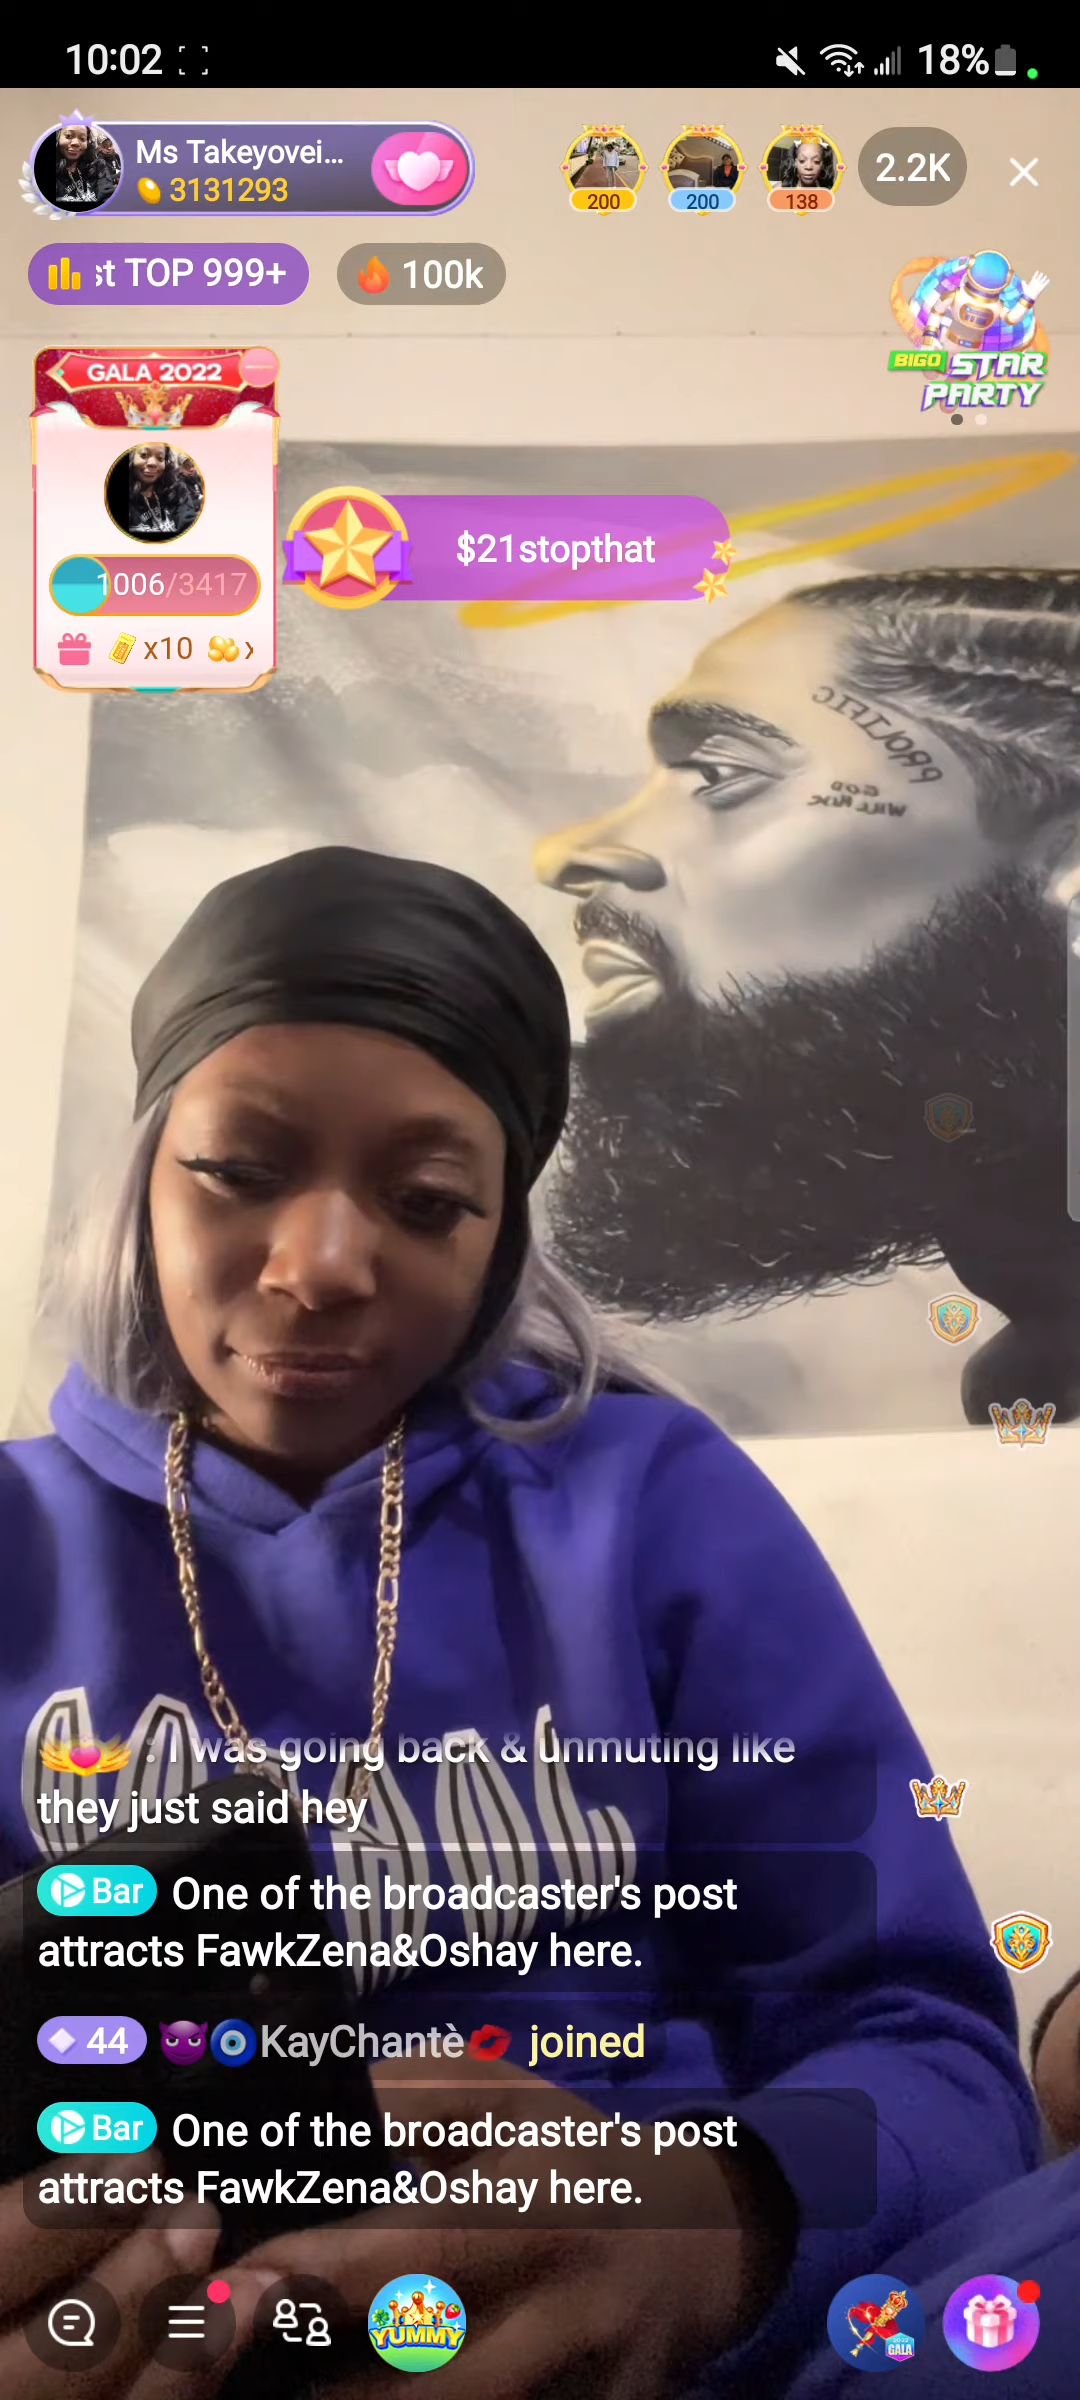 10:02
18%
Ms Takeyovei...
3131293
200
200
138
2.2K
st TOP 999+
100k
BIGO STAR
PARTY
GALA 2022
$21stopthat
1006/3417
x10
PROLIFIC
GOD
WILL RISE
: I was going back & unmuting like
they just said hey
Bar One of the broadcaster's post
attracts FawkZena&Oshay here.
44 KayChantè joined
Bar One of the broadcaster's post
attracts FawkZena&Oshay here.
YUMMY
GALA